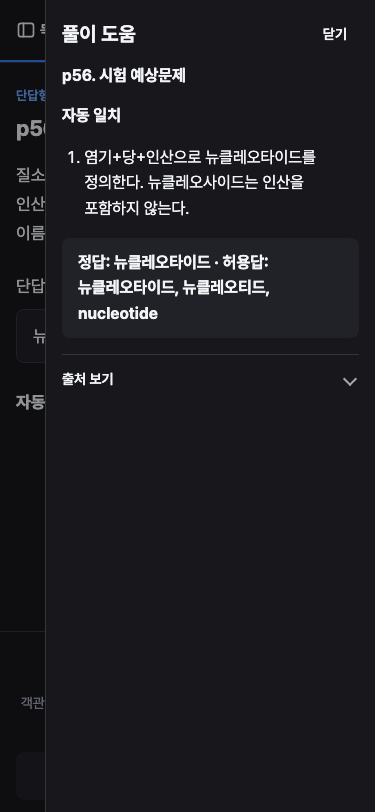 풀이 도움
닫기
p56. 시험 예상문제
자동 일치
1. 염기+당+인산으로 뉴클레오타이드를
정의한다. 뉴클레오사이드는 인산을
포함하지 않는다.
정답: 뉴클레오타이드 · 허용답:
뉴클레오타이드, 뉴클레오티드,
nucleotide
출처 보기
단답
p5
질소
인산
이름
단답
뉴
자동
객관